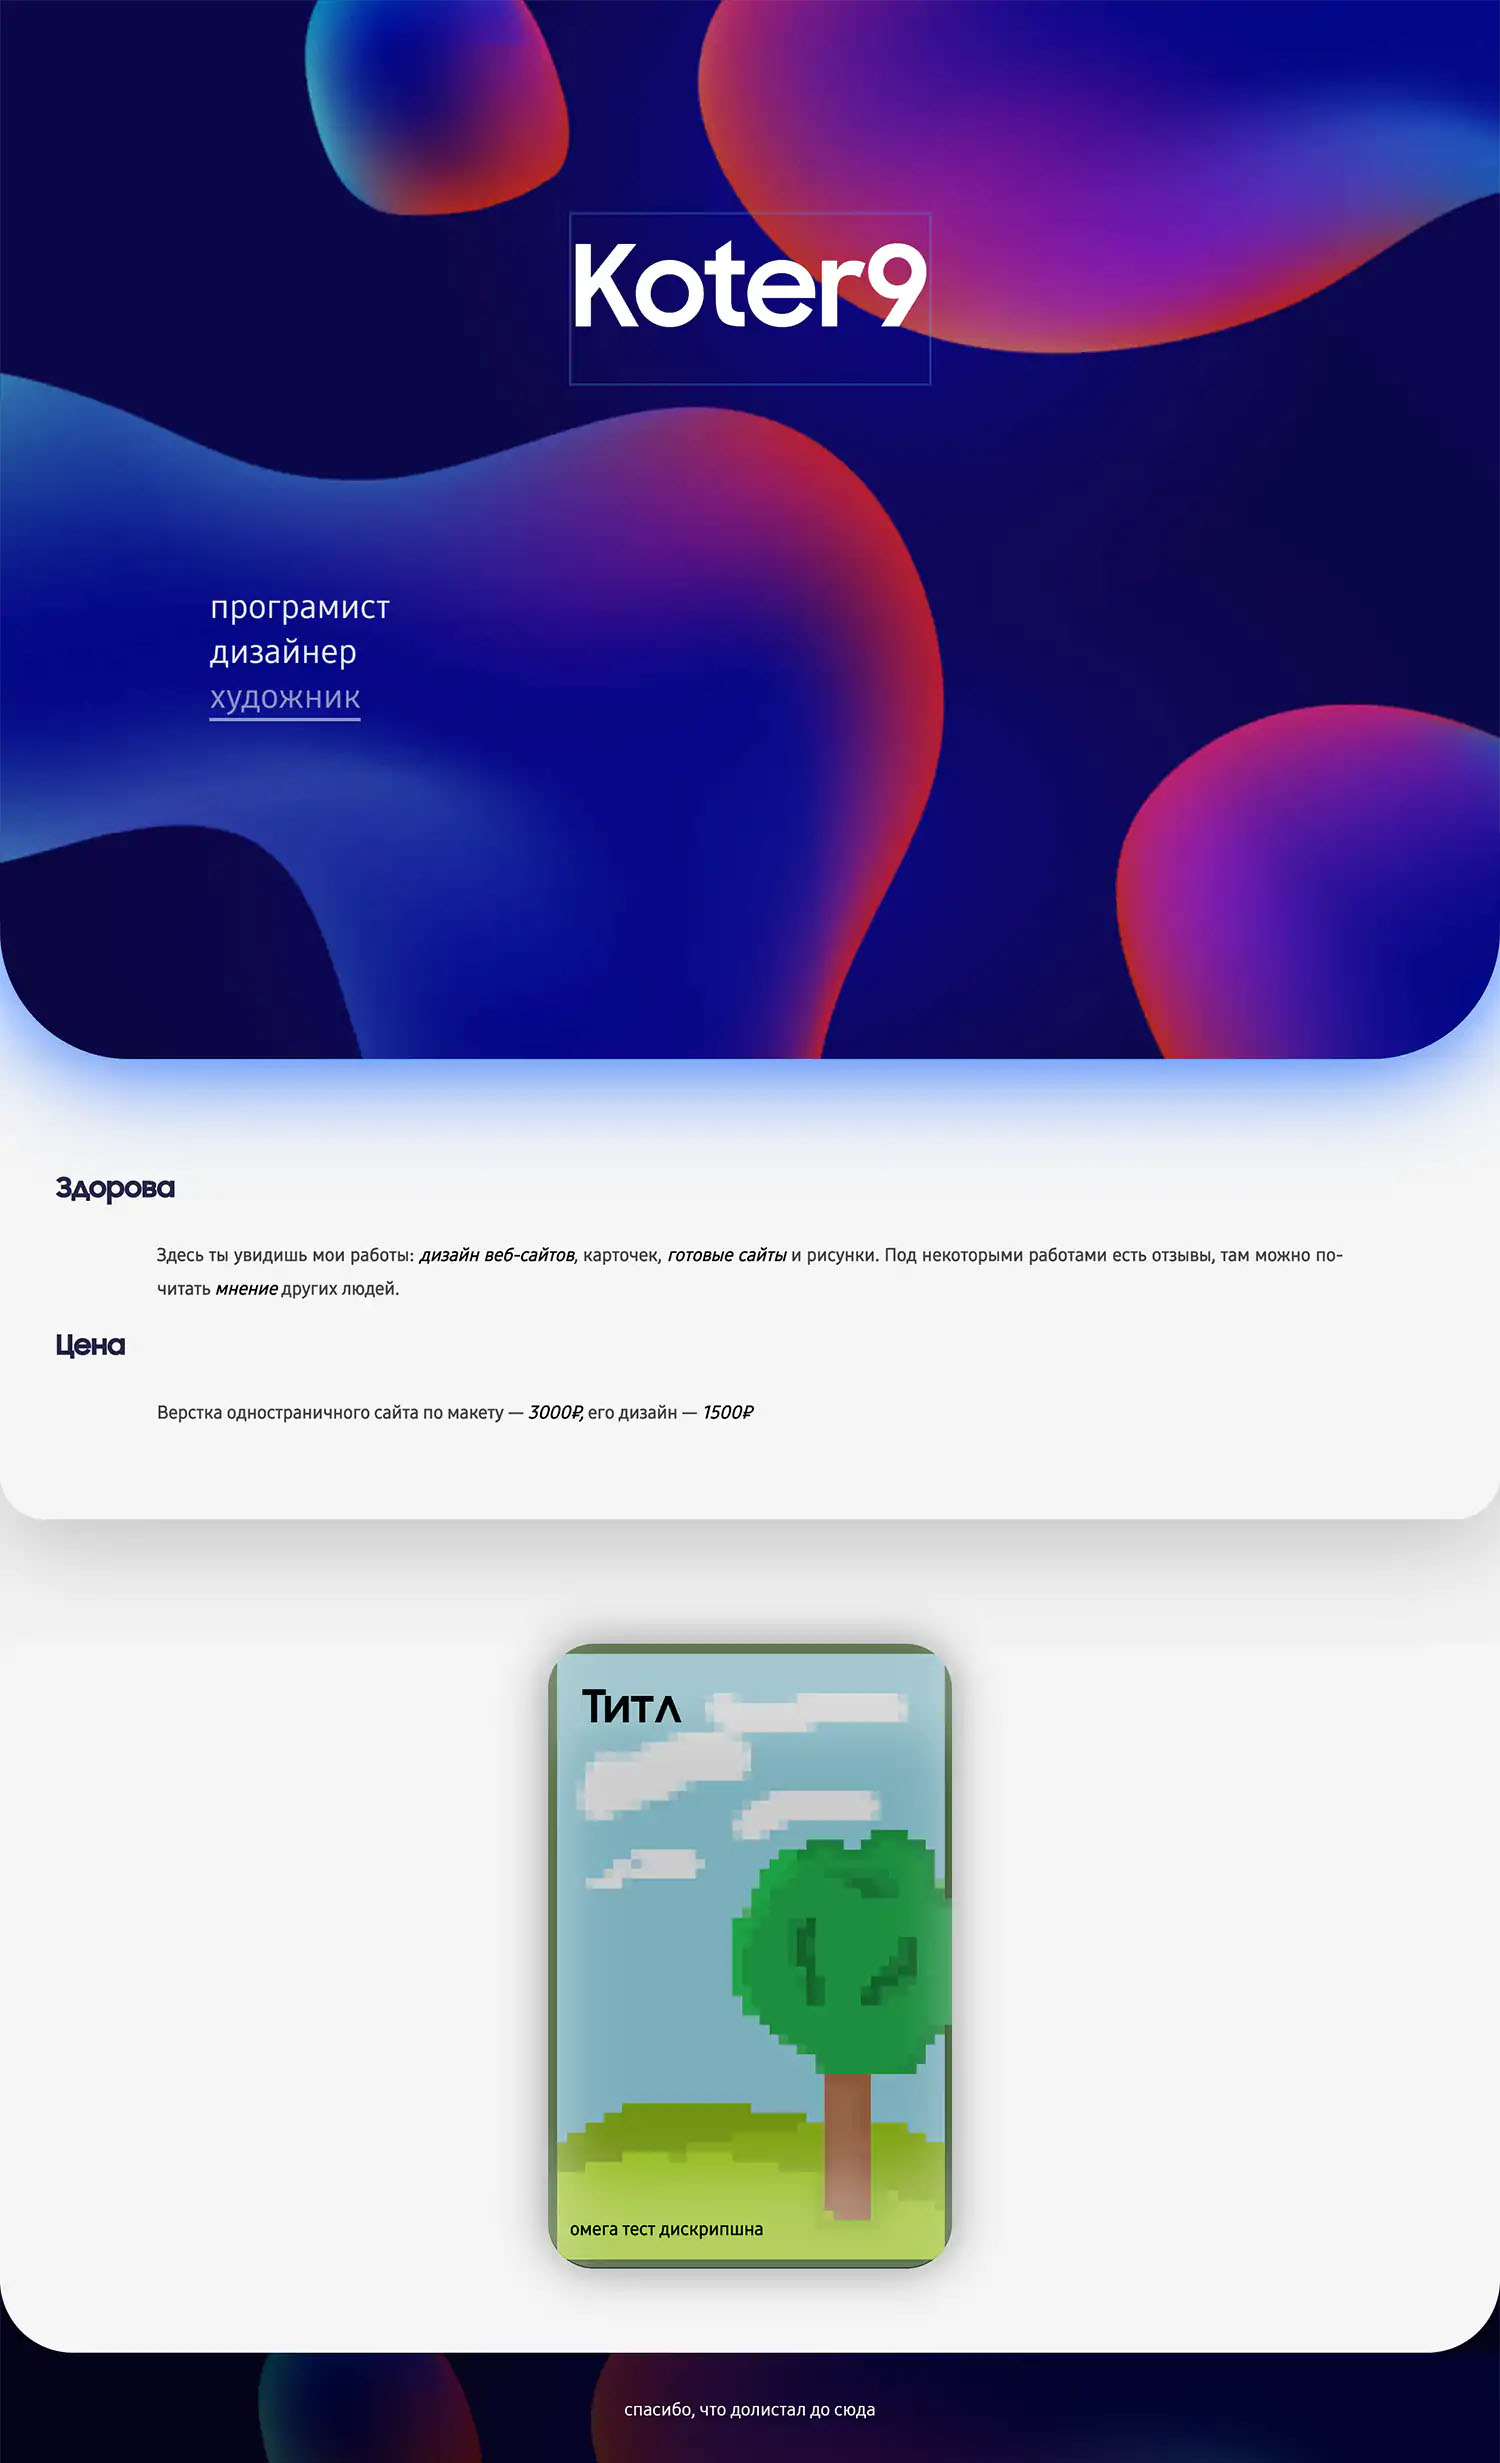 Koter9
програмист
дизайнер
художник
Здорова
Здесь ты увидишь мои работы: дизайн веб-сайтов, карточек, готовые сайты и рисунки. Под некоторыми работами есть отзывы, там можно по-
читать мнение других людей.
Цена
Верстка одностраничного сайта по макету — 3000₽, его дизайн — 1500₽
Титл
омега тест дискрипшна
спасибо, что долистал до сюда